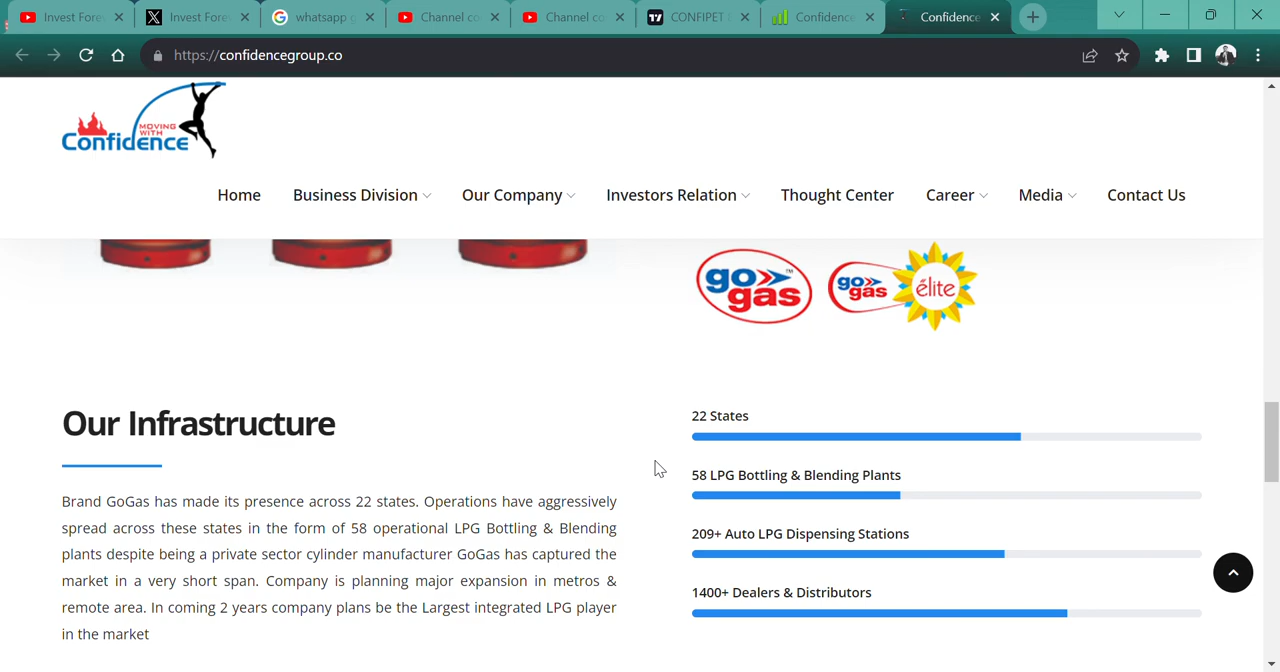 Invest Fores
Invest Fores
whatsapp g
Channel co
Channel co
CONFIPET
Confidence
Confidence
https://confidencegroup.co
MOVING
WITH
Confidence
Home Business Division Our Company Investors Relation Thought Center Career Media Contact Us
go gas™
go gas élite
Our Infrastructure
Brand GoGas has made its presence across 22 states. Operations have aggressively
spread across these states in the form of 58 operational LPG Bottling & Blending
plants despite being a private sector cylinder manufacturer GoGas has captured the
market in a very short span. Company is planning major expansion in metros &
remote area. In coming 2 years company plans be the Largest integrated LPG player
in the market
22 States
58 LPG Bottling & Blending Plants
209+ Auto LPG Dispensing Stations
1400+ Dealers & Distributors